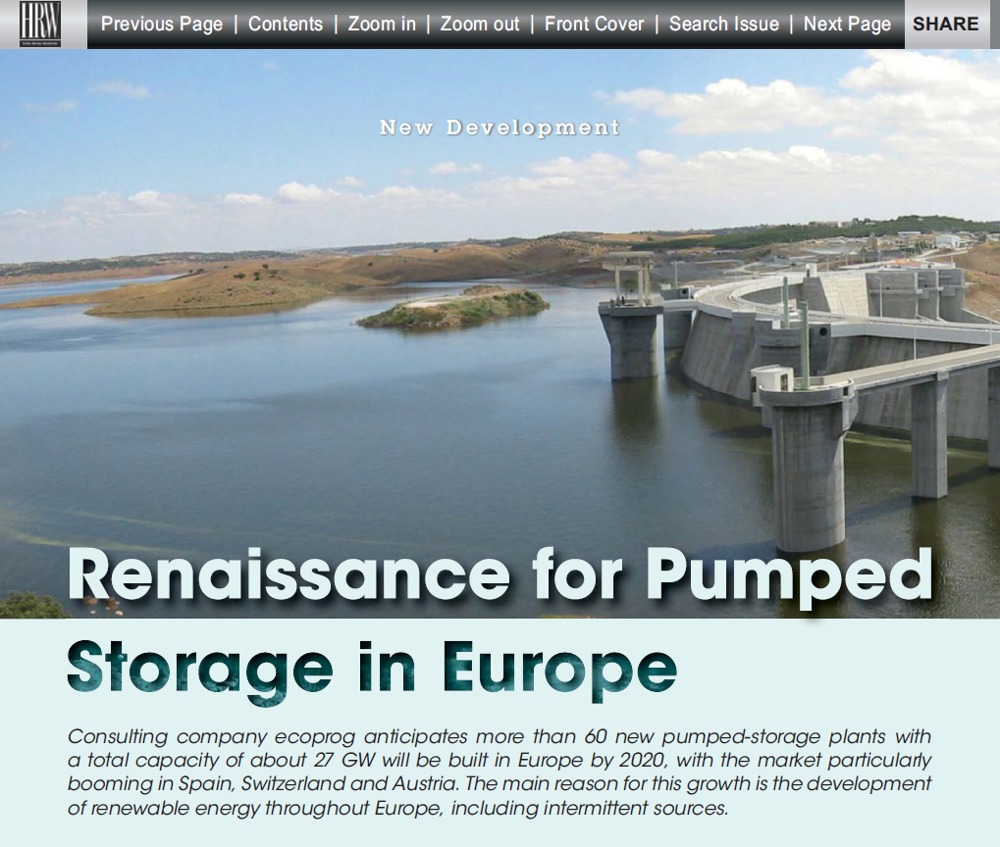 HRW
Previous Page | Contents | Zoom in | Zoom out | Front Cover | Search Issue | Next Page
SHARE
New Development
Renaissance for Pumped
Storage in Europe
Consulting company ecoprog anticipates more than 60 new pumped-storage plants with
a total capacity of about 27 GW will be built in Europe by 2020, with the market particularly
booming in Spain, Switzerland and Austria. The main reason for this growth is the development
of renewable energy throughout Europe, including intermittent sources.